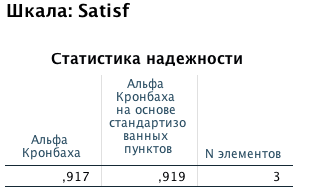 Шкала: Satisf
Статистика надежности
Альфа
Кронбаха
Альфа
Кронбаха
на основе
стандартизо
ванных
пунктов
N элементов
,917 ,919 3